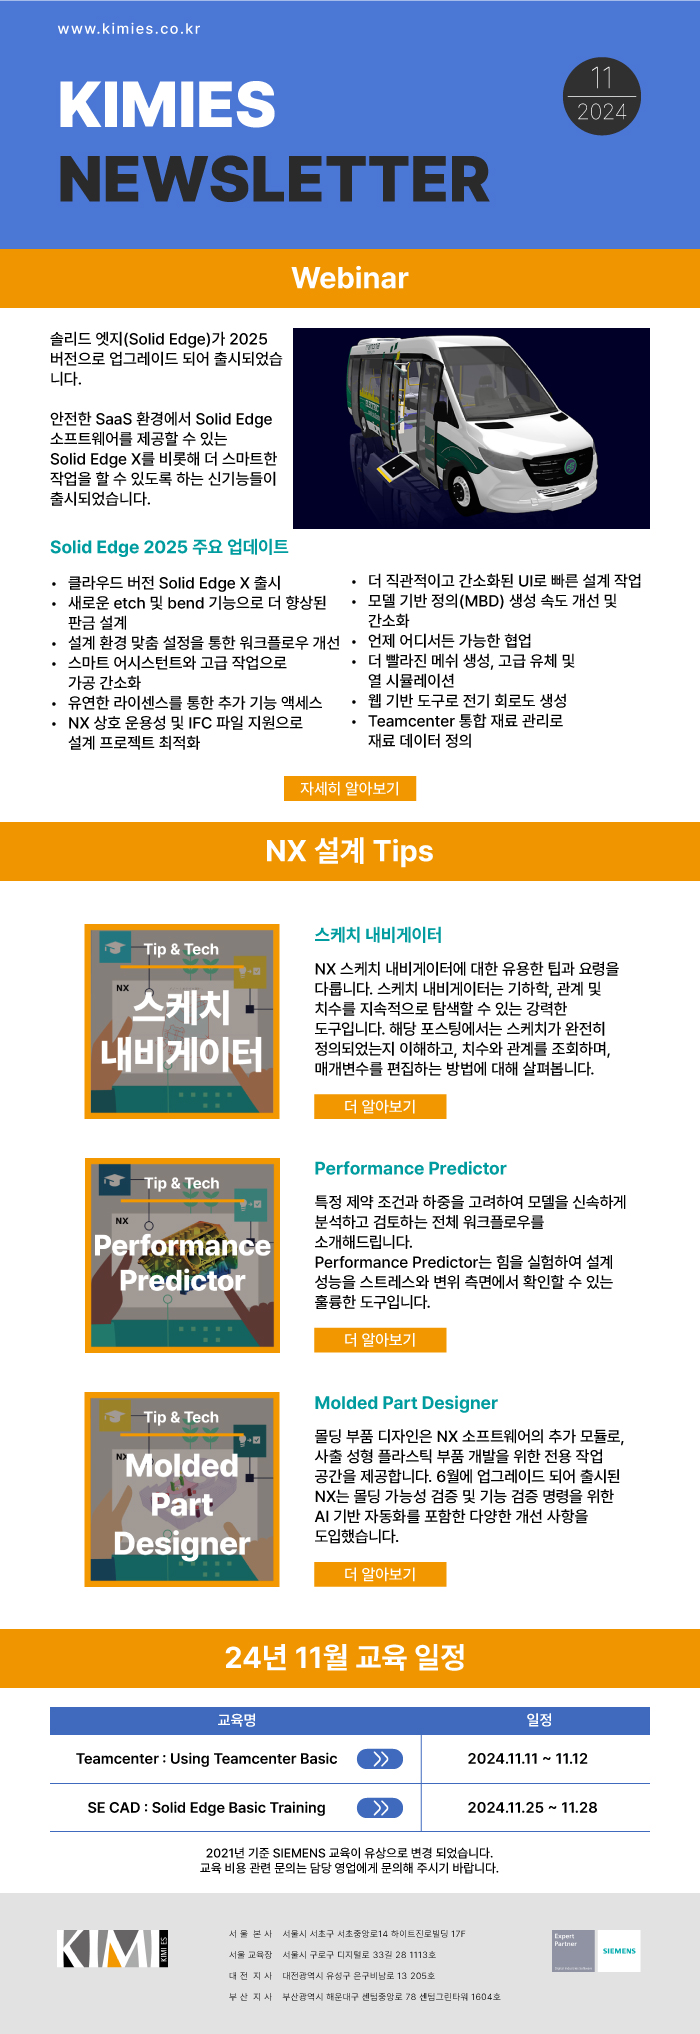 www.kimies.co.kr
KIMIES
NEWSLETTER
11
2024
Webinar
솔리드 엣지(Solid Edge)가 2025
버전으로 업그레이드 되어 출시되었습
니다.
안전한 SaaS 환경에서 Solid Edge
소프트웨어를 제공할 수 있는
Solid Edge X를 비롯해 더 스마트한
작업을 할 수 있도록 하는 신기능들이
출시되었습니다.
Solid Edge 2025 주요 업데이트
• 클라우드 버전 Solid Edge X 출시
• 새로운 etch 및 bend 기능으로 더 향상된
판금 설계
• 설계 환경 맞춤 설정을 통한 워크플로우 개선
• 스마트 어시스턴트와 고급 작업으로
가공 간소화
• 유연한 라이센스를 통한 추가 기능 액세스
• NX 상호 운용성 및 IFC 파일 지원으로
설계 프로젝트 최적화
• 더 직관적이고 간소화된 UI로 빠른 설계 작업
• 모델 기반 정의(MBD) 생성 속도 개선 및
간소화
• 언제 어디서든 가능한 협업
• 더 빨라진 메쉬 생성, 고급 유체 및
열 시뮬레이션
• 웹 기반 도구로 전기 회로도 생성
• Teamcenter 통합 재료 관리로
재료 데이터 정의
자세히 알아보기
NX 설계 Tips
Tip & Tech
NX
스케치
내비게이터
스케치 내비게이터
NX 스케치 내비게이터에 대한 유용한 팁과 요령을
다룹니다. 스케치 내비게이터는 기하학, 관계 및
치수를 지속적으로 탐색할 수 있는 강력한
도구입니다. 해당 포스팅에서는 스케치가 완전히
정의되었는지 이해하고, 치수와 관계를 조회하며,
매개변수를 편집하는 방법에 대해 살펴봅니다.
더 알아보기
Tip & Tech
NX
Performance
Predictor
Performance Predictor
특정 제약 조건과 하중을 고려하여 모델을 신속하게
분석하고 검토하는 전체 워크플로우를
소개해드립니다.
Performance Predictor는 힘을 실험하여 설계
성능을 스트레스와 변위 측면에서 확인할 수 있는
훌륭한 도구입니다.
더 알아보기
Tip & Tech
NX
Molded
Part
Designer
Molded Part Designer
몰딩 부품 디자인은 NX 소프트웨어의 추가 모듈로,
사출 성형 플라스틱 부품 개발을 위한 전용 작업
공간을 제공합니다. 6월에 업그레이드 되어 출시된
NX는 몰딩 가능성 검증 및 기능 검증 명령을 위한
AI 기반 자동화를 포함한 다양한 개선 사항을
도입했습니다.
더 알아보기
24년 11월 교육 일정
교육명 일정
Teamcenter : Using Teamcenter Basic 2024.11.11 ~ 11.12
SE CAD : Solid Edge Basic Training 2024.11.25 ~ 11.28
2021년 기준 SIEMENS 교육이 유상으로 변경 되었습니다.
교육 비용 관련 문의는 담당 영업에게 문의해 주시기 바랍니다.
KIMI
KIMI ES
서 울 본 사 서울시 서초구 서초중앙로14 하이트진로빌딩 17F
서울 교육장 서울시 구로구 디지털로 33길 28 1113호
대 전 지 사 대전광역시 유성구 은구비남로 13 205호
부 산 지 사 부산광역시 해운대구 센텀중앙로 78 센텀그린타워 1604호
Expert
Partner
SIEMENS